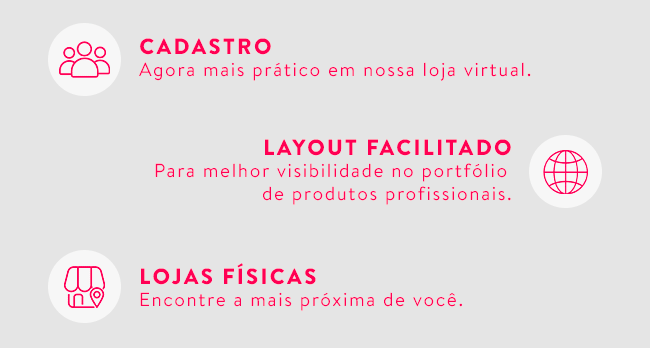 CADASTRO
Agora mais prático em nossa loja virtual.
LAYOUT FACILITADO
Para melhor visibilidade no portfólio
de produtos profissionais.
LOJAS FÍSICAS
Encontre a mais próxima de você.